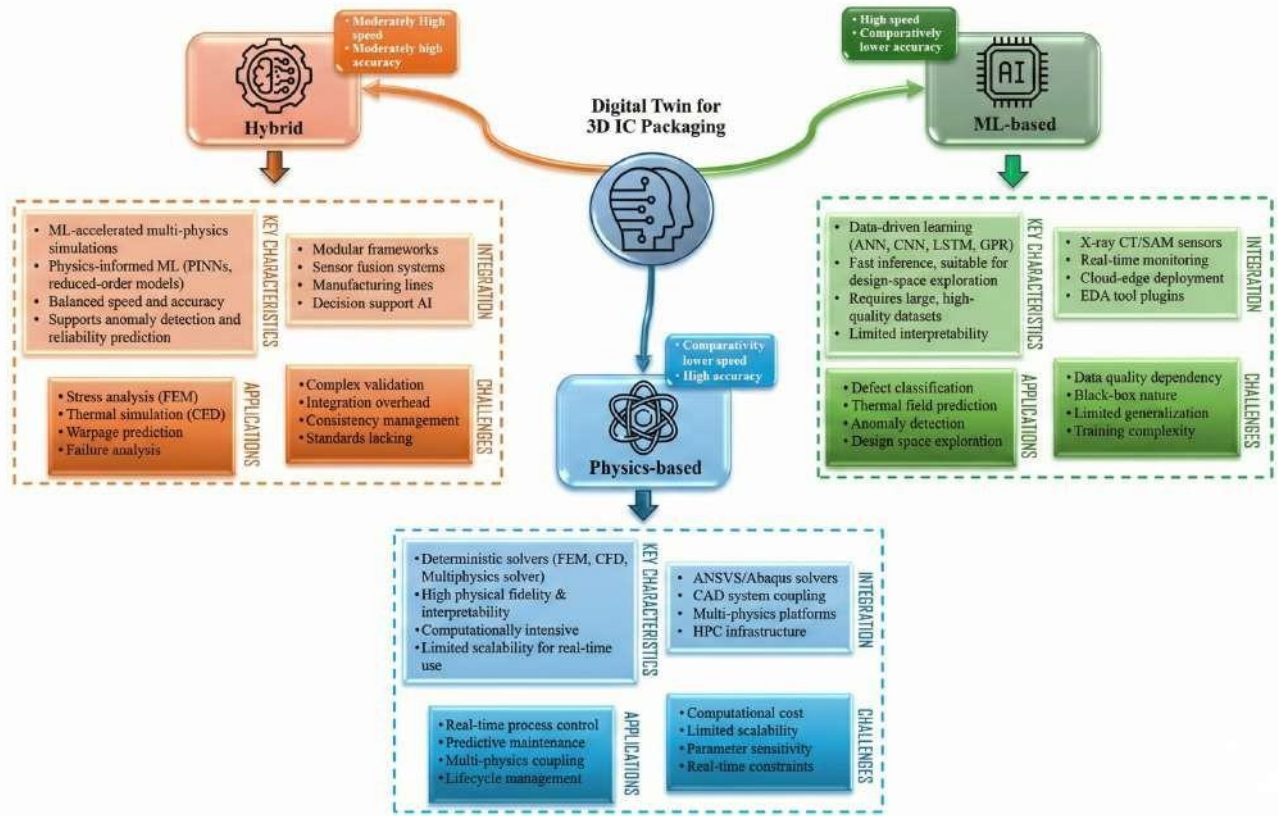 • Moderately High
speed
• Moderately high
accuracy
Hybrid
Digital Twin for
3D IC Packaging
• High speed
• Comparatively
lower accuracy
AI
ML-based
• ML-accelerated multi-physics
simulations
• Physics-informed ML (PINNs,
reduced-order models)
• Balanced speed and accuracy
• Supports anomaly detection and
reliability prediction
KEY CHARACTERISTICS
• Modular frameworks
• Sensor fusion systems
• Manufacturing lines
• Decision support AI
INTEGRATION
• Stress analysis (FEM)
• Thermal simulation (CED)
• Warpage prediction
• Failure analysis
APPLICATIONS
• Complex validation
• Integration overhead
• Consistency management
• Standards lacking
CHALLENGES
• Data-driven learning
(ANN, CNN, LSTM, GPR)
• Fast inference, suitable for
design-space exploration
• Requires large, high-
quality datasets
• Limited interpretability
KEY CHARACTERISTICS
• X-ray CT/SAM sensors
• Real-time monitoring
• Cloud-edge deployment
• EDA tool plugins
INTEGRATION
• Defect classification
• Thermal field prediction
• Anomaly detection
• Design space exploration
APPLICATIONS
• Data quality dependency
• Black-box nature
• Limited generalization
• Training complexity
CHALLENGES
• Comparativity
lower speed
• High accuracy
Physics-based
• Deterministic solvers (FEM, CFD,
Multiphysics solver)
• High physical fidelity &
interpretability
• Computationally intensive
• Limited scalability for real-time
use
KEY CHARACTERISTICS
• ANSVS/Abaqus solvers
• CAD system coupling
• Multi-physics platforms
• HPC infrastructure
INTEGRATION
• Real-time process control
• Predictive maintenance
• Multi-physics coupling
• Lifecycle management
APPLICATIONS
• Computational cost
• Limited scalability
• Parameter sensitivity
• Real-time constraints
CHALLENGES